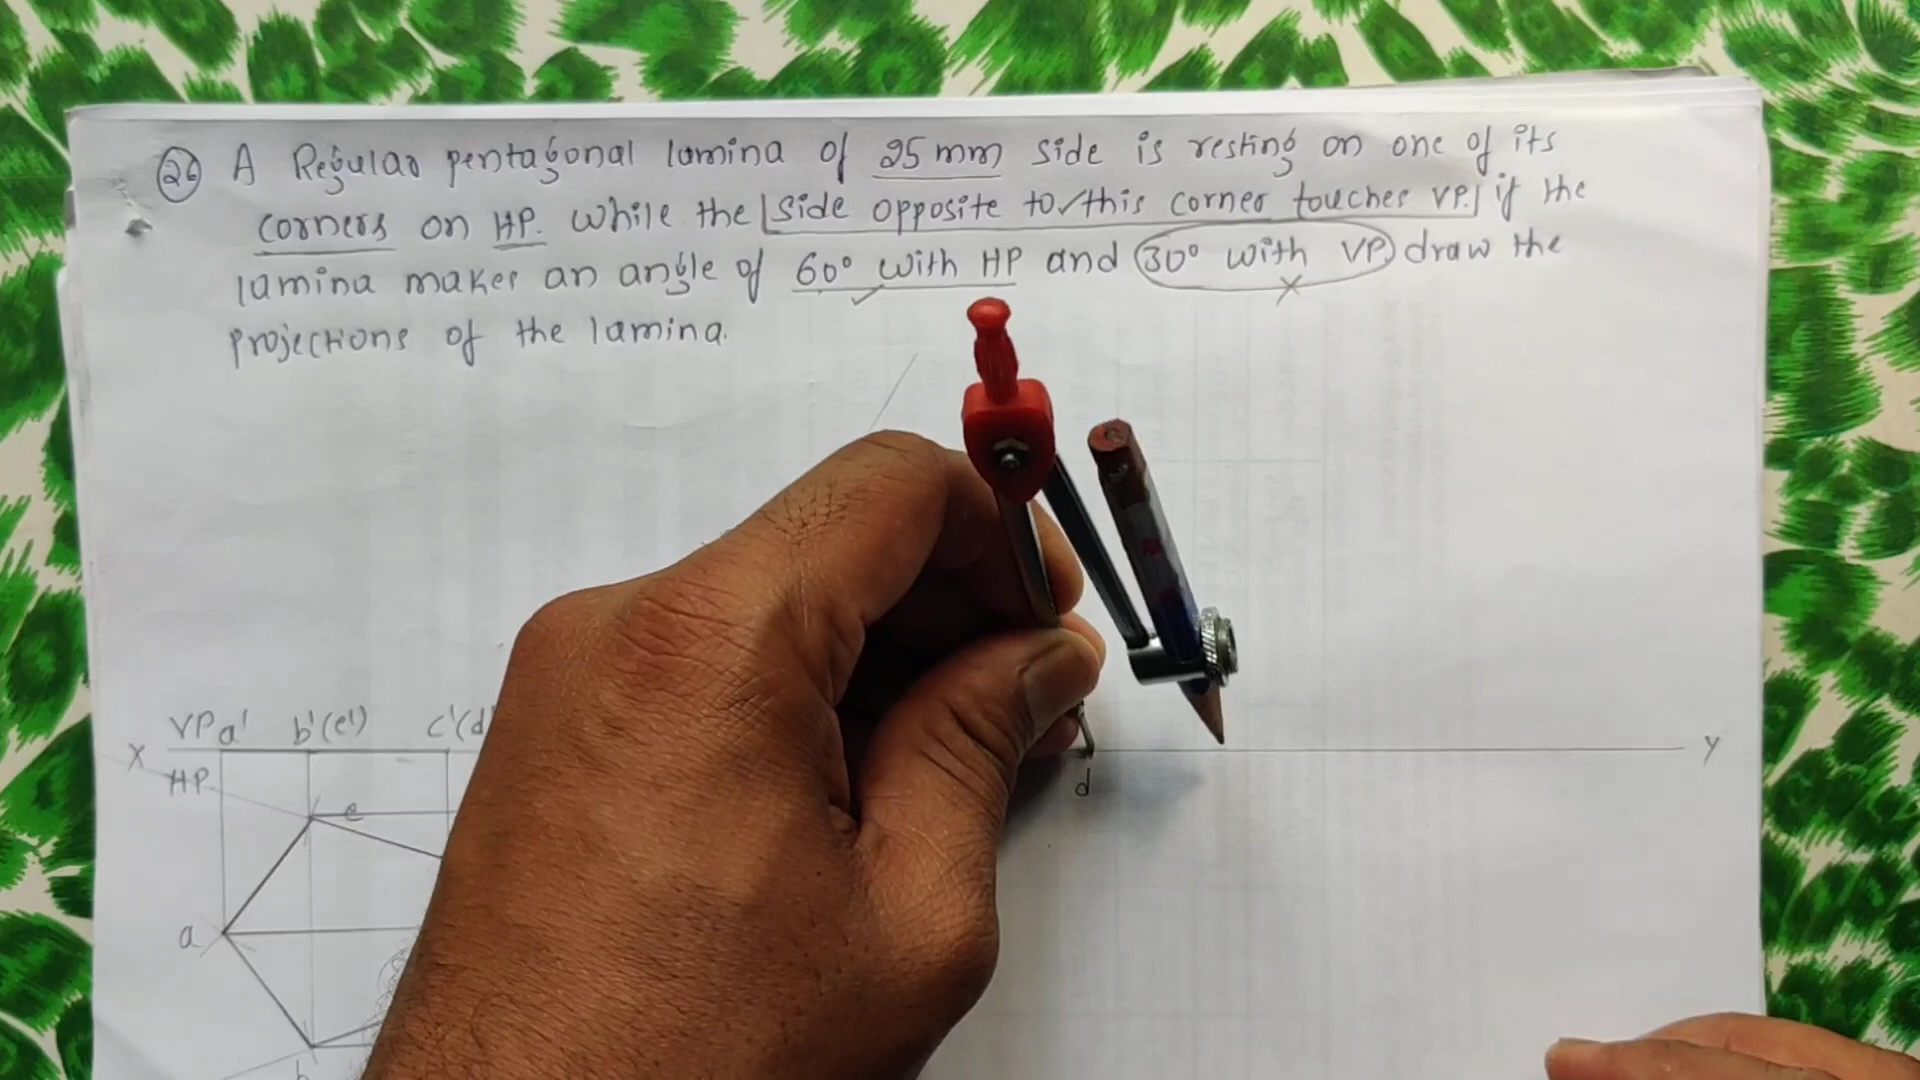 26 A Regular pentagonal lamina of 25 mm side is resting on one of its
corners on HP. While the side opposite to this corner touches VP. if the
lamina makes an angle of 60° with HP and 30° with VP draw the
projections of the lamina.
VP a' b'(e') c'(d'
X Y
HP
d
e
a
b